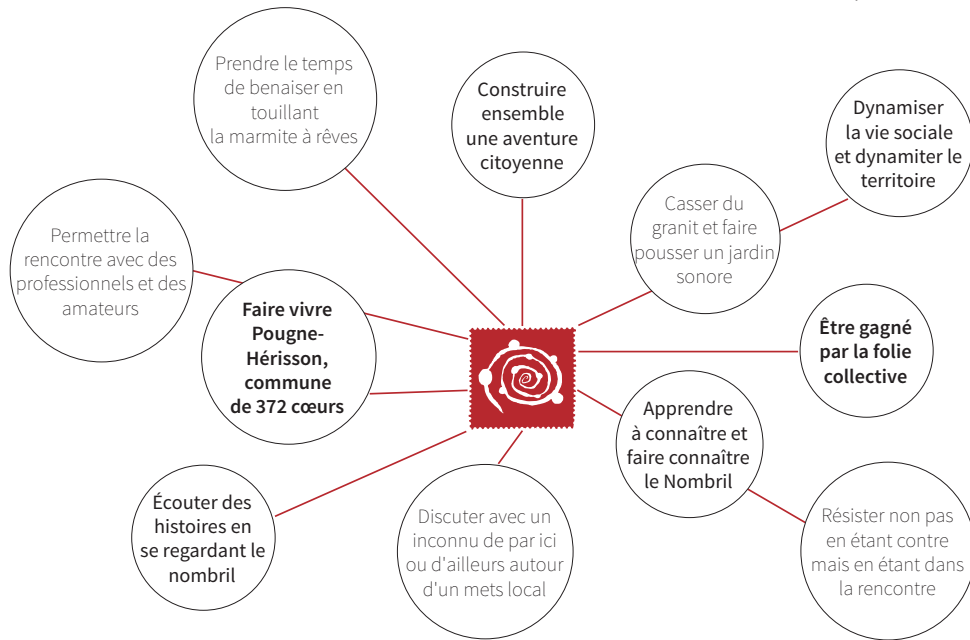 Prendre le temps
de benaiser en
touillant
la marmite à rêves
Construire
ensemble
une aventure
citoyenne
Dynamiser
la vie sociale
et dynamiter le
territoire
Casser du
granit et faire
pousser un jardin
sonore
Permettre la
rencontre avec des
professionnels et des
amateurs
Faire vivre
Pougne-
Hérisson,
commune
de 372 cœurs
Être gagné
par la folie
collective
Apprendre
à connaître et
faire connaître
le Nombril
Écouter des
histoires en
se regardant le
nombril
Discuter avec un
inconnu de par ici
ou d'ailleurs autour
d'un mets local
Résister non pas
en étant contre
mais en étant dans
la rencontre